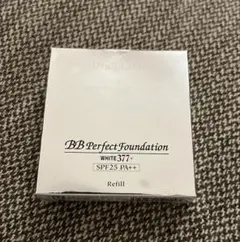 BB Perfect Foundation
WHITE 377+
SPF25 PA++
Refill